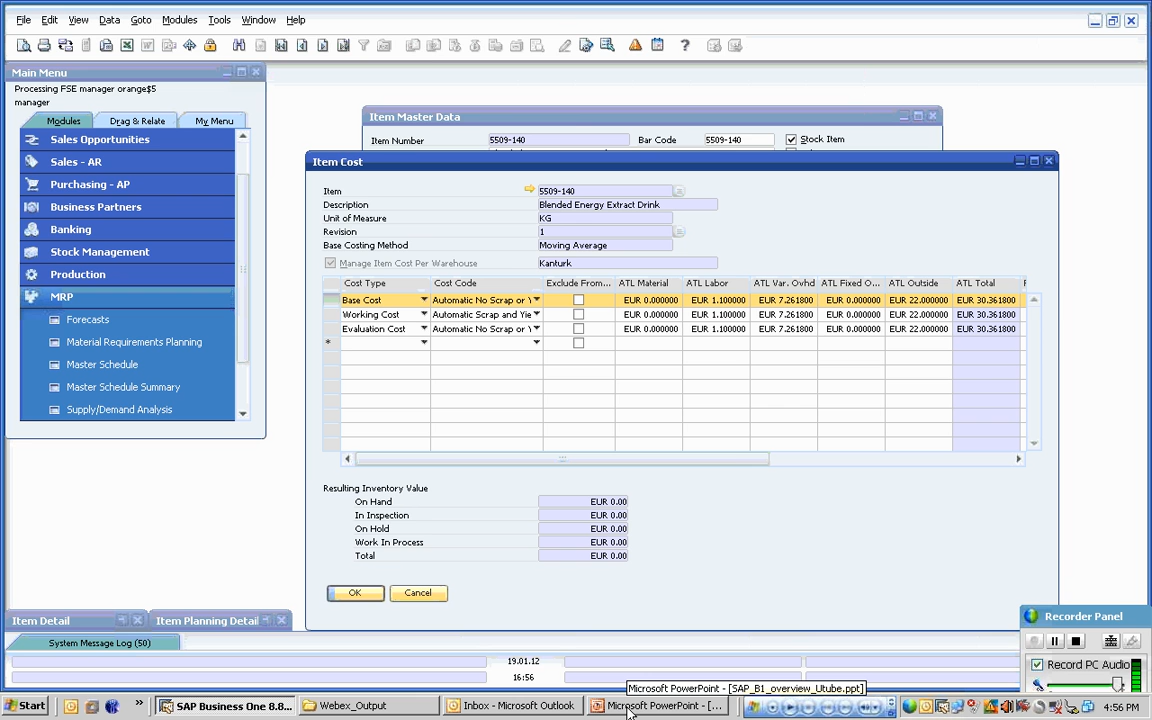 File Edit View Data Goto Modules Tools Window Help
Main Menu
Processing FSE manager orange$5
manager
Modules Drag & Relate My Menu
Sales Opportunities
Sales - AR
Purchasing - AP
Business Partners
Banking
Stock Management
Production
MRP
Forecasts
Material Requirements Planning
Master Schedule
Master Schedule Summary
Supply/Demand Analysis
Item Master Data
Item Number 5509-140 Bar Code 5509-140 Stock Item
Item Cost
Item 5509-140
Description Blended Energy Extract Drink
Unit of Measure KG
Revision 1
Base Costing Method Moving Average
Manage Item Cost Per Warehouse Kanturk
Cost Type Cost Code Exclude From... ATL Material ATL Labor ATL Var. Ovhd ATL Fixed O... ATL Outside ATL Total
Base Cost Automatic No Scrap or EUR 0.000000 EUR 1.100000 EUR 7.261800 EUR 0.000000 EUR 22.000000 EUR 30.361800
Working Cost Automatic Scrap and Yie EUR 0.000000 EUR 1.100000 EUR 7.261800 EUR 0.000000 EUR 22.000000 EUR 30.361800
Evaluation Cost Automatic No Scrap or EUR 0.000000 EUR 1.100000 EUR 7.261800 EUR 0.000000 EUR 22.000000 EUR 30.361800
*
Resulting Inventory Value
On Hand EUR 0.00
In Inspection EUR 0.00
On Hold EUR 0.00
Work In Process EUR 0.00
Total EUR 0.00
OK Cancel
Item Detail Item Planning Detail
System Message Log (50)
19.01.12
16:56
Recorder Panel
Record PC Audio
Microsoft PowerPoint - [SAP_B1_overview_Utube.ppt]
Start » SAP Business One 8.8... Webex_Output Inbox - Microsoft Outlook Microsoft PowerPoint - [... 4:56 PM